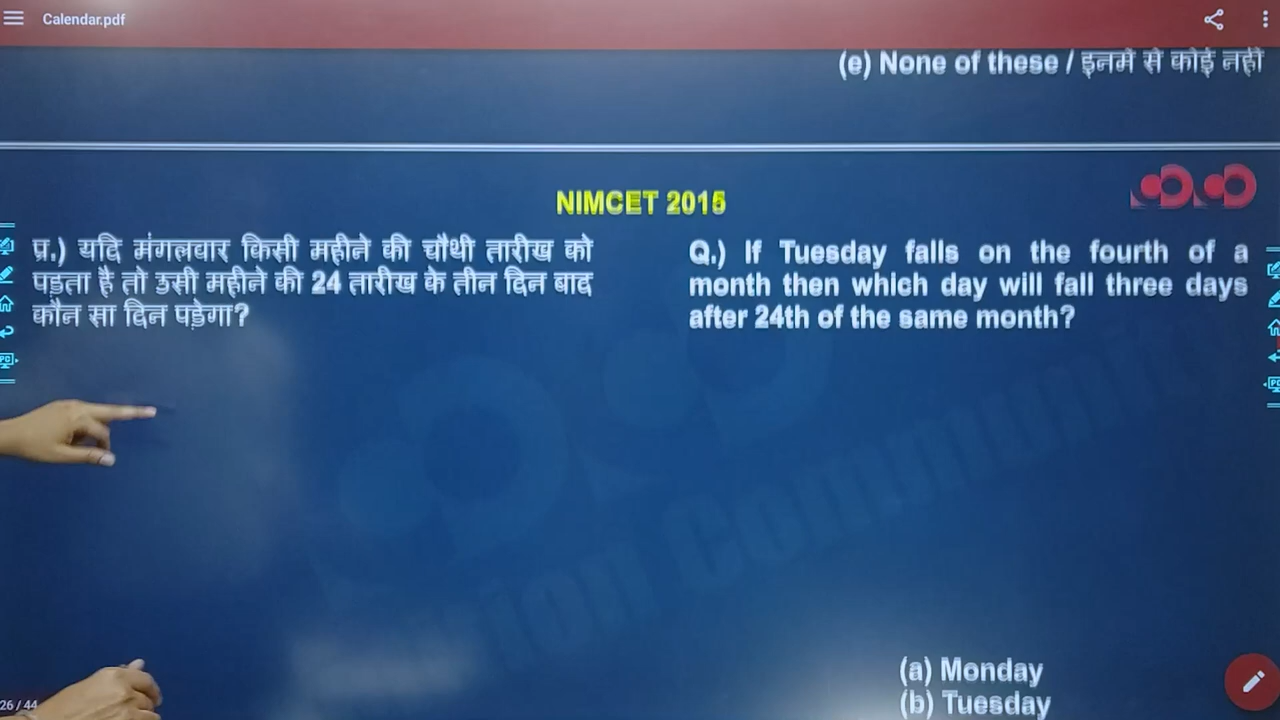 Calendar.pdf
(e) None of these / इनमें से कोई नहीं
NIMCET 2015
प्र.) यदि मंगलवार किसी महीने की चौथी तारीख को
पड़ता है तो उसी महीने की 24 तारीख के तीन दिन बाद
कौन सा दिन पड़ेगा?
Q.) If Tuesday falls on the fourth of a
month then which day will fall three days
after 24th of the same month?
(a) Monday
(b) Tuesday
26 / 44